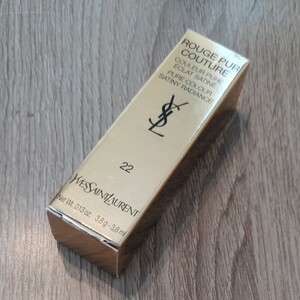 ROUGE PUR
COUTURE
COULEUR PURE
ÉCLAT SATINÉ
PURE COLOUR
SATINY RADIANCE
YSL
22
YVESSAINTLAURENT
Net Wt. 0.13 oz. 3,8 g - 3,8 ml